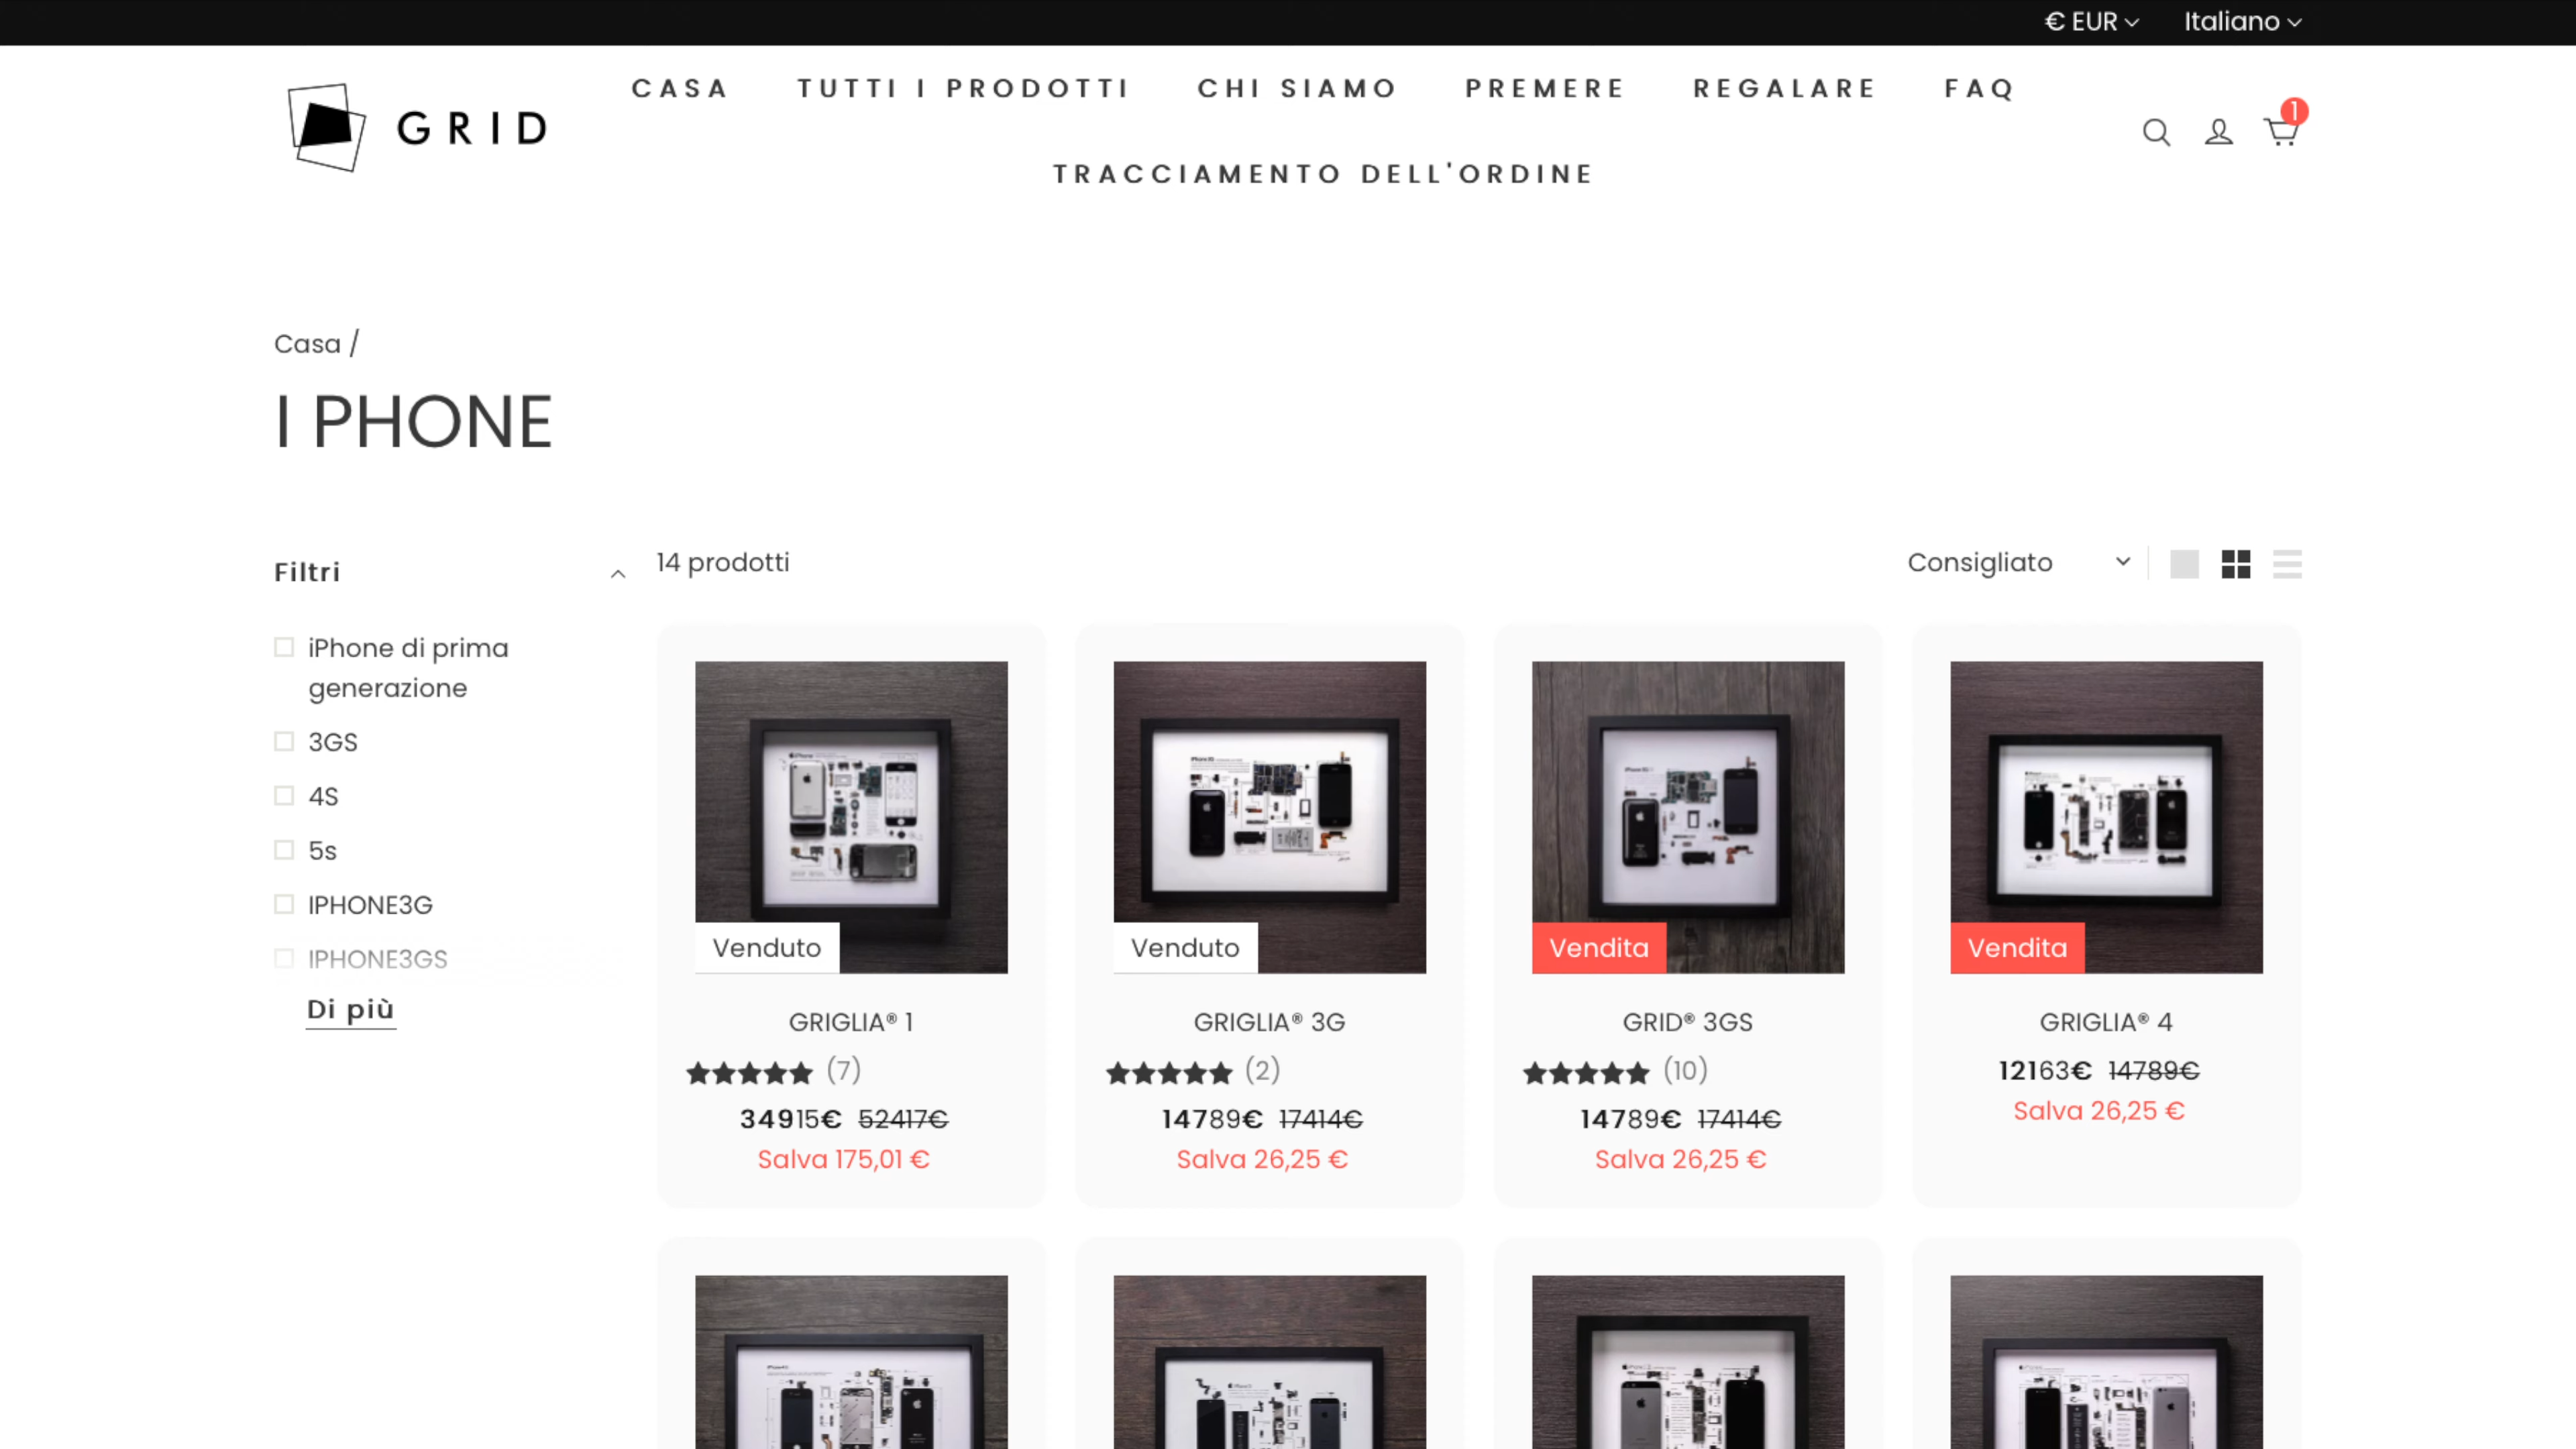 € EUR
Italiano
GRID
CASA
TUTTI I PRODOTTI
CHI SIAMO
PREMERE
REGALARE
FAQ
TRACCIAMENTO DELL'ORDINE
1
Casa /
I PHONE
Filtri
14 prodotti
Consigliato
iPhone di prima
generazione
3GS
4S
5s
IPHONE3G
IPHONE3GS
Di più
Venduto
GRIGLIA® 1
(7)
34915€ 52417€
Salva 175,01 €
Venduto
GRIGLIA® 3G
(2)
14789€ 17414€
Salva 26,25 €
Vendita
GRID® 3GS
(10)
14789€ 17414€
Salva 26,25 €
Vendita
GRIGLIA® 4
12163€ 14789€
Salva 26,25 €